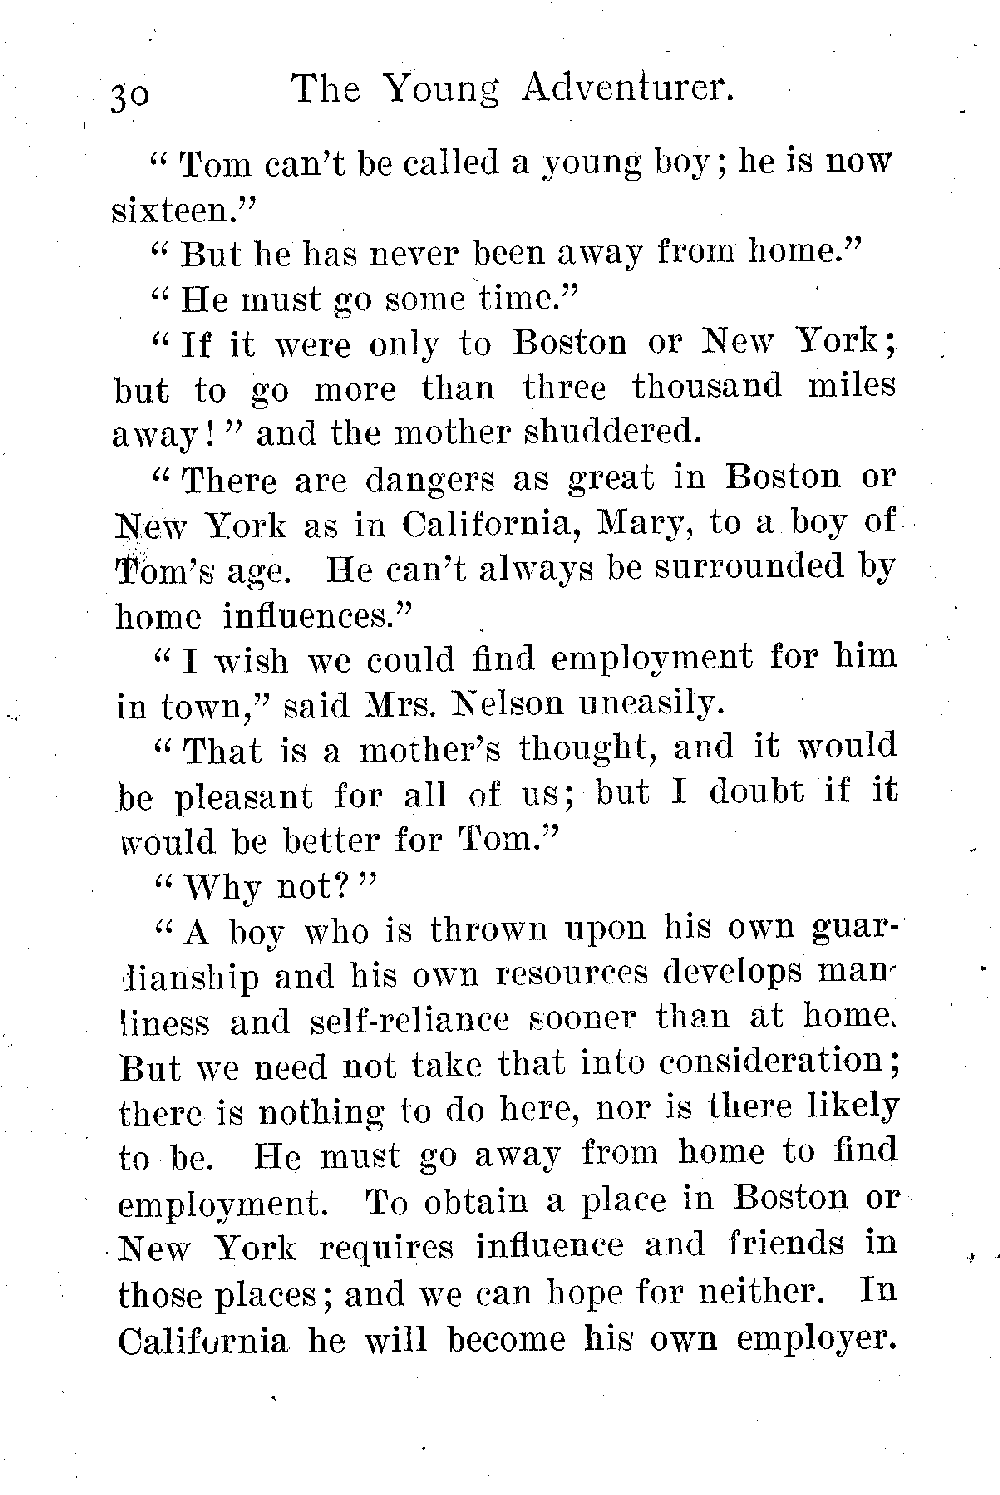 30 The Young Adventurer.
“ Tom can’t be called a young boy; he is now
sixteen.”
“ But he has never been away from home.”
“ He must go some time.”
“ If it were only to Boston or New York;
but to go more than three thousand miles
away! ” and the mother shuddered.
“ There are dangers as great in Boston or
New York as in California, Mary, to a boy of
Tom’s age. He can’t always be surrounded by
home influences.”
“ I wish we could find employment for him
in town,” said Mrs. Nelson uneasily.
“ That is a mother’s thought, and it would
be pleasant for all of us; but I doubt if it
would be better for Tom.”
“ Why not? ”
“ A boy who is thrown upon his own guar-
dianship and his own resources develops man-
liness and self-reliance sooner than at home.
But we need not take that into consideration;
there is nothing to do here, nor is there likely
to be. He must go away from home to find
employment. To obtain a place in Boston or
New York requires influence and friends in
those places; and we can hope for neither. In
California he will become his own employer.